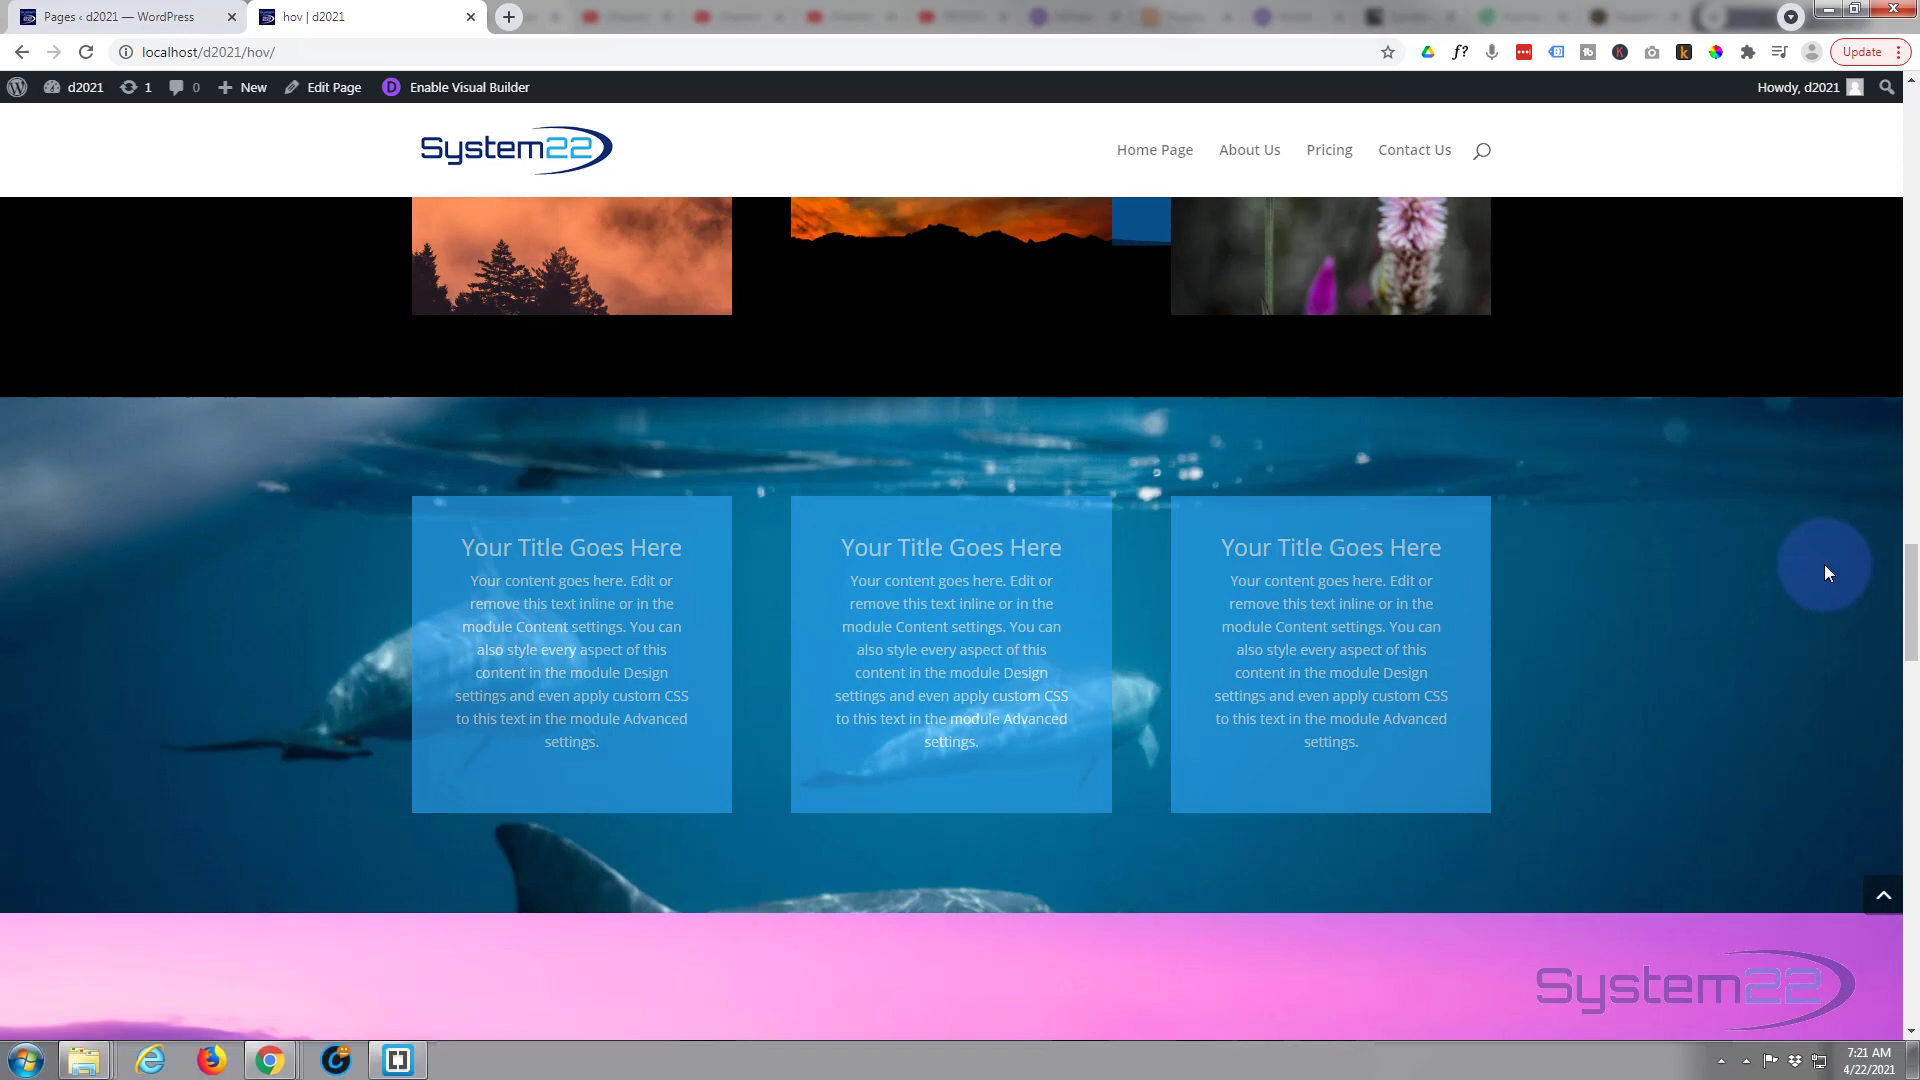 Pages ‹ d2021 — WordPress
hov | d2021
localhost/d2021/hov/
Update
d2021
1
0
New
Edit Page
Enable Visual Builder
Howdy, d2021
System22
Home Page
About Us
Pricing
Contact Us
Your Title Goes Here
Your content goes here. Edit or
remove this text inline or in the
module Content settings. You can
also style every aspect of this
content in the module Design
settings and even apply custom CSS
to this text in the module Advanced
settings.
Your Title Goes Here
Your content goes here. Edit or
remove this text inline or in the
module Content settings. You can
also style every aspect of this
content in the module Design
settings and even apply custom CSS
to this text in the module Advanced
settings.
Your Title Goes Here
Your content goes here. Edit or
remove this text inline or in the
module Content settings. You can
also style every aspect of this
content in the module Design
settings and even apply custom CSS
to this text in the module Advanced
settings.
System22
7:21 AM
4/22/2021